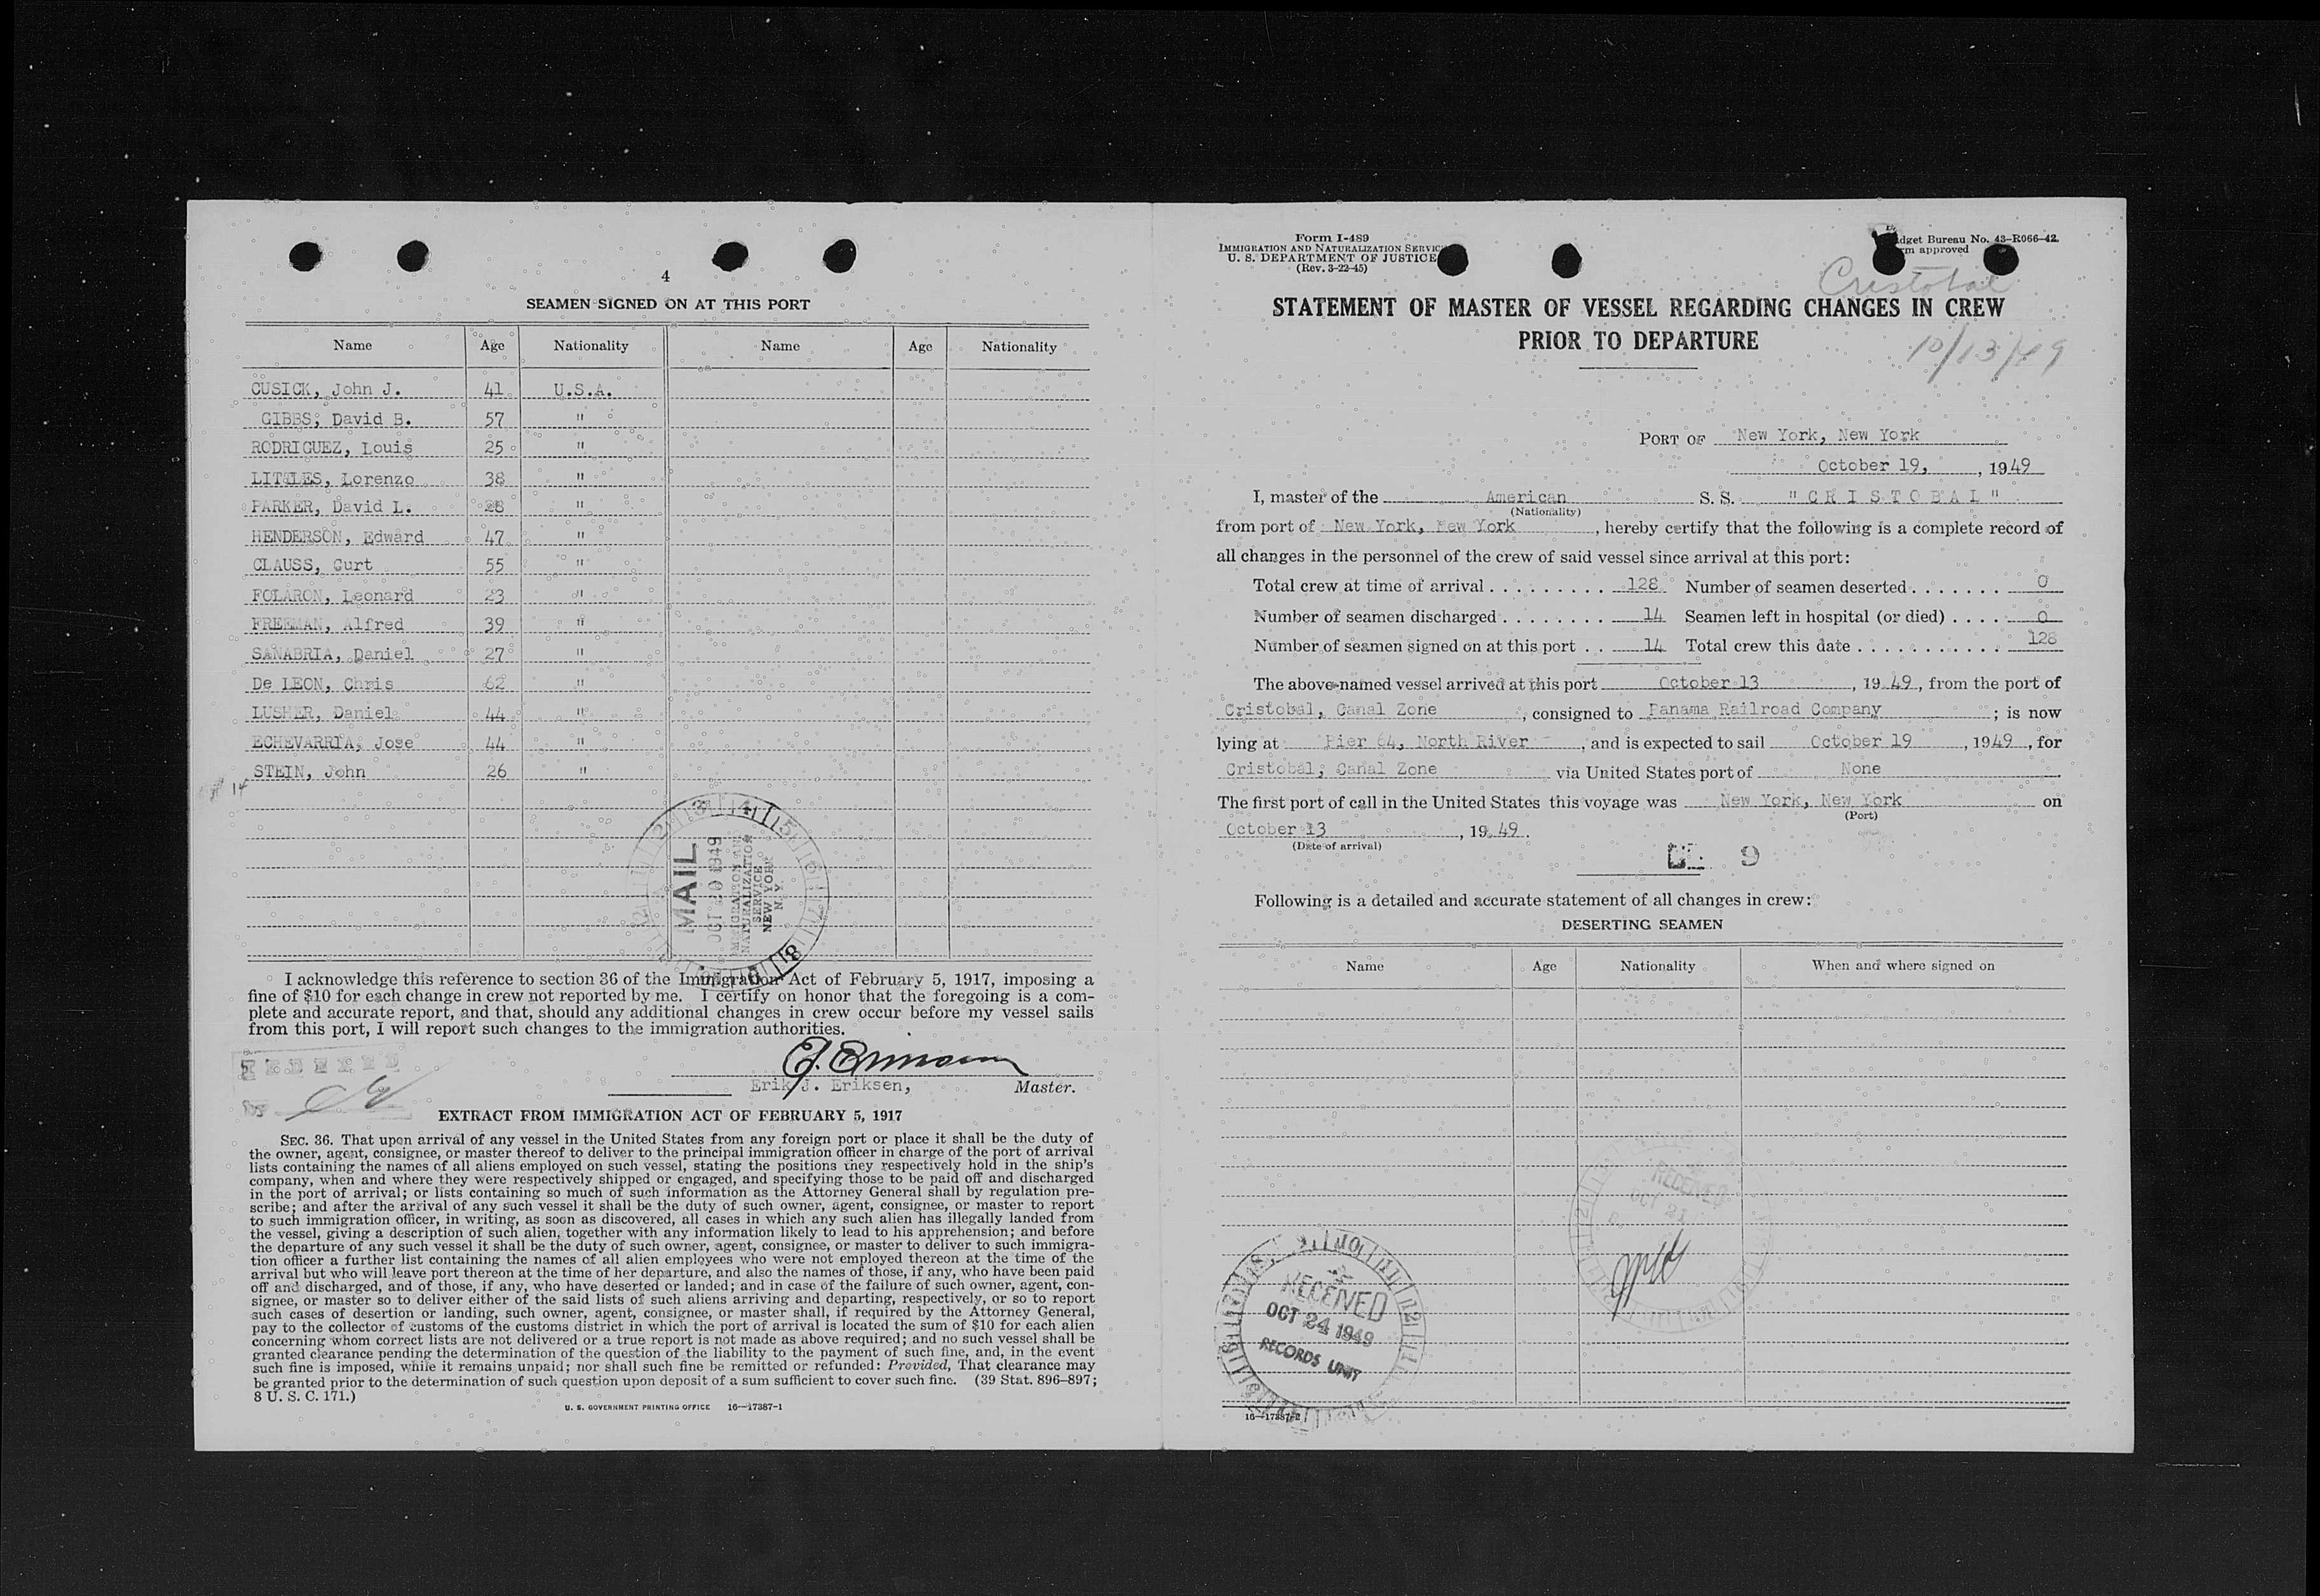 4
SEAMEN SIGNED ON AT THIS PORT
Name Age Nationality Name Age Nationality
CUSICK, John J. 41 U.S.A.
GIBBS, David B. 57 "
RODRIGUEZ, Louis 25 "
LITTLES, Lorenzo 38 "
PARKER, David L. 28 "
HENDERSON, Edward 47 "
CLAUSS, Curt 55 "
FOLARON, Leonard 23 "
FREEMAN, Alfred 39 "
SANABRIA, Daniel 27 "
De LEON, Chris 62 "
LUSHER, Daniel 44 "
ECHEVARRIA, Jose 44 "
STEIN, John 26 "
14
MAIL
OCT 20 1949
IMMIGRATION AND
NATURALIZATION
SERVICE
NEW YORK
N.Y.
I acknowledge this reference to section 36 of the Immigration Act of February 5, 1917, imposing a
fine of $10 for each change in crew not reported by me. I certify on honor that the foregoing is a com-
plete and accurate report, and that, should any additional changes in crew occur before my vessel sails
from this port, I will report such changes to the immigration authorities.
Erik J. Eriksen, Master.
EXTRACT FROM IMMIGRATION ACT OF FEBRUARY 5, 1917
SEC. 36. That upon arrival of any vessel in the United States from any foreign port or place it shall be the duty of
the owner, agent, consignee, or master thereof to deliver to the principal immigration officer in charge of the port of arrival
lists containing the names of all aliens employed on such vessel, stating the positions they respectively hold in the ship's
company, when and where they were respectively shipped or engaged, and specifying those to be paid off and discharged
in the port of arrival; or lists containing so much of such information as the Attorney General shall by regulation pre-
scribe; and after the arrival of any such vessel it shall be the duty of such owner, agent, consignee, or master to report
to such immigration officer, in writing, as soon as discovered, all cases in which any such alien has illegally landed from
the vessel, giving a description of such alien, together with any information likely to lead to his apprehension; and before
the departure of any such vessel it shall be the duty of such owner, agent, consignee, or master to deliver to such immigra-
tion officer a further list containing the names of all alien employees who were not employed thereon at the time of the
arrival but who will leave port thereon at the time of her departure, and also the names of those, if any, who have been paid
off and discharged, and of those, if any, who have deserted or landed; and in case of the failure of such owner, agent, con-
signee, or master so to deliver either of the said lists of such aliens arriving and departing, respectively, or so to report
such cases of desertion or landing, such owner, agent, consignee, or master shall, if required by the Attorney General,
pay to the collector of customs of the customs district in which the port of arrival is located the sum of $10 for each alien
concerning whom correct lists are not delivered or a true report is not made as above required; and no such vessel shall be
granted clearance pending the determination of the question of the liability to the payment of such fine, and, in the event
such fine is imposed, while it remains unpaid; nor shall such fine be remitted or refunded: Provided, That clearance may
be granted prior to the determination of such question upon deposit of a sum sufficient to cover such fine. (39 Stat. 896–897;
8 U. S. C. 171.)
U. S. GOVERNMENT PRINTING OFFICE 16—17387-1
Form I-489
IMMIGRATION AND NATURALIZATION SERVICE
U. S. DEPARTMENT OF JUSTICE
(Rev. 3-22-45)
Budget Bureau No. 43-R066-42.
approved
Cristobal
STATEMENT OF MASTER OF VESSEL REGARDING CHANGES IN CREW
PRIOR TO DEPARTURE
10/13/49
PORT OF New York, New York
October 19, , 1949
I, master of the American S. S. "C R I S T O B A L"
(Nationality)
from port of New York, New York , hereby certify that the following is a complete record of
all changes in the personnel of the crew of said vessel since arrival at this port:
Total crew at time of arrival . . . . . . . . . 128 Number of seamen deserted . . . . . . . 0
Number of seamen discharged . . . . . . . . 14 Seamen left in hospital (or died) . . . . 0
Number of seamen signed on at this port . . 14 Total crew this date . . . . . . . . . . . 128
The above-named vessel arrived at this port October 13 , 1949, from the port of
Cristobal, Canal Zone , consigned to Panama Railroad Company ; is now
lying at Pier 64, North River , and is expected to sail October 19 , 1949, for
Cristobal, Canal Zone via United States port of None
The first port of call in the United States this voyage was New York, New York on
(Port)
October 13 , 1949.
(Date of arrival)
9
Following is a detailed and accurate statement of all changes in crew:
DESERTING SEAMEN
Name Age Nationality When and where signed on
RECEIVED
OCT 21
RECEIVED
OCT 24 1949
RECORDS UNIT
16—17387-2